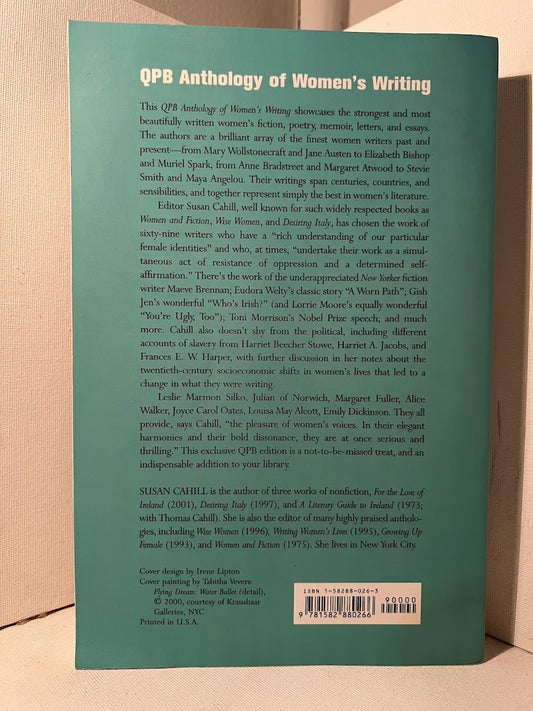 QPB Anthology of Women's Writing
This QPB Anthology of Women's Writing showcases the strongest and most
beautifully written women's fiction, poetry, memoir, letters, and essays.
The authors are a brilliant array of the finest women writers past and
present—from Mary Wollstonecraft and Jane Austen to Elizabeth Bishop
and Muriel Spark, from Anne Bradstreet and Margaret Atwood to Stevie
Smith and Maya Angelou. Their writings span centuries, countries, and
sensibilities, and together represent simply the best in women's literature.
Editor Susan Cahill, well known for such widely respected books as
Women and Fiction, Wise Women, and Desiring Italy, has chosen the work of
sixty-nine writers who have a “rich understanding of our particular
female identities” and who, at times, “undertake their work as a simul-
taneous act of resistance of oppression and a determined self-
affirmation.” There's the work of the underappreciated New Yorker fiction
writer Maeve Brennan; Eudora Welty's classic story “A Worn Path”; Gish
Jen's wonderful “Who's Irish?” (and Lorrie Moore's equally wonderful
“You're Ugly, Too”); Toni Morrison's Nobel Prize speech; and much
more. Cahill also doesn't shy from the political, including different
accounts of slavery from Harriet Beecher Stowe, Harriet A. Jacobs, and
Frances E. W. Harper, with further discussion in her notes about the
twentieth-century socioeconomic shifts in women's lives that led to a
change in what they were writing.
Leslie Marmon Silko, Julian of Norwich, Margaret Fuller, Alice
Walker, Joyce Carol Oates, Louisa May Alcott, Emily Dickinson. They all
provide, says Cahill, “the pleasure of women's voices. In their elegant
harmonies and their bold dissonance, they are at once serious and
thrilling.” This exclusive QPB edition is a not-to-be-missed treat, and an
indispensable addition to your library.
SUSAN CAHILL is the author of three works of nonfiction, For the Love of
Ireland (2001), Desiring Italy (1997), and A Literary Guide to Ireland (1973;
with Thomas Cahill). She is also the editor of many highly praised antholo-
gies, including Wise Women (1996), Writing Women's Lives (1995), Growing Up
Female (1993), and Women and Fiction (1975). She lives in New York City.
Cover design by Irene Lipton
Cover painting by Tabitha Vevers:
Flying Dream: Water Ballet (detail),
© 2000, courtesy of Kraushaar
Galleries, NYC
Printed in U.S.A.
ISBN 1-58288-026-3
90000
9 781582 880266